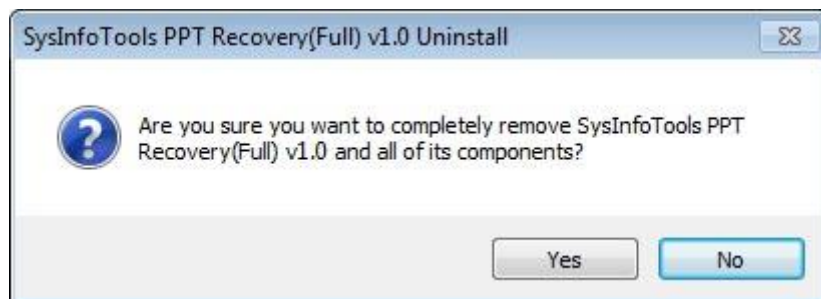 SysInfoTools PPT Recovery(Full) v1.0 Uninstall
Are you sure you want to completely remove SysInfoTools PPT
Recovery(Full) v1.0 and all of its components?
Yes No